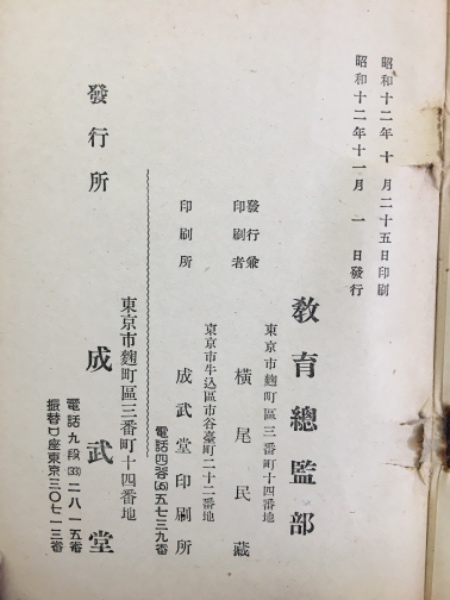 昭和十二年十月二十五日印刷
昭和十二年十一月一日發行
教育總監部
東京市麴町區三番町十四番地
發行兼印刷者 橫尾民藏
東京市牛込區市谷臺町二十二番地
印刷所 成武堂印刷所
電話四谷(35)五七三九番
東京市麴町區三番町十四番地
發行所 成武堂
電話九段(33)二八一五番
振替口座東京三〇七一三番